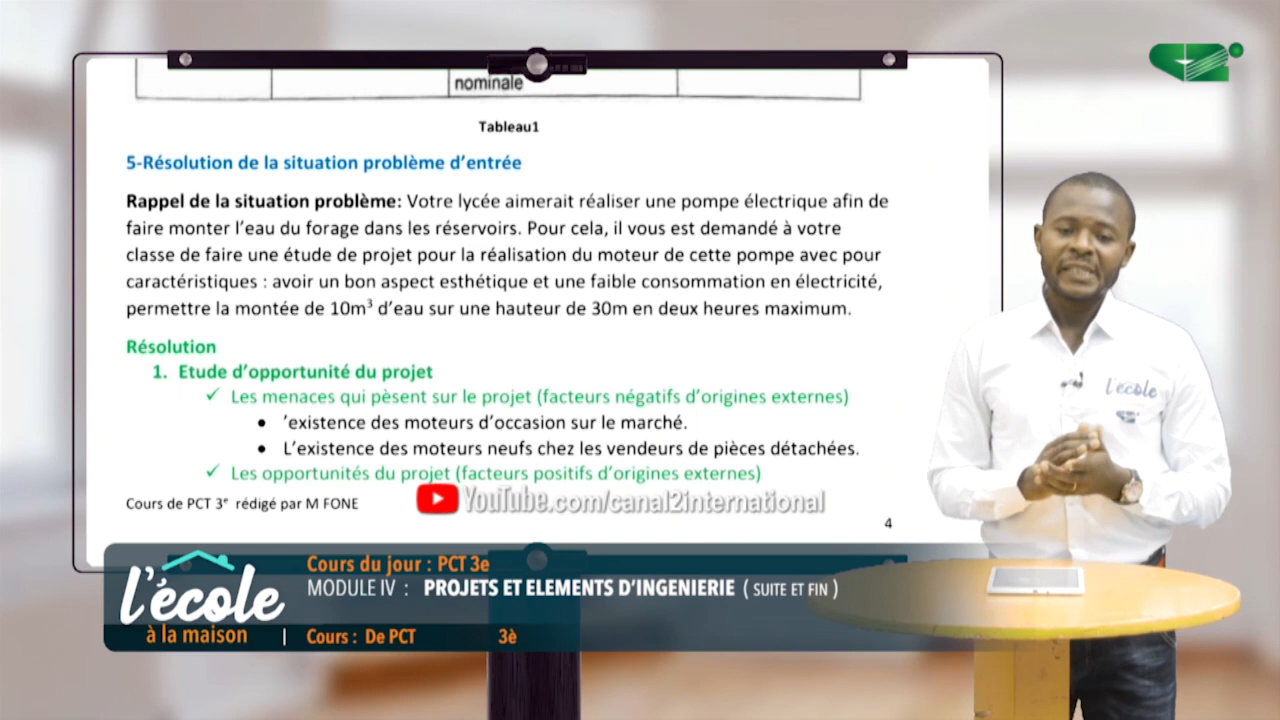 nominale
Tableau1
5-Résolution de la situation problème d’entrée
Rappel de la situation problème: Votre lycée aimerait réaliser une pompe électrique afin de
faire monter l’eau du forage dans les réservoirs. Pour cela, il vous est demandé à votre
classe de faire une étude de projet pour la réalisation du moteur de cette pompe avec pour
caractéristiques : avoir un bon aspect esthétique et une faible consommation en électricité,
permettre la montée de 10m³ d’eau sur une hauteur de 30m en deux heures maximum.
Résolution
1. Etude d’opportunité du projet
✓ Les menaces qui pèsent sur le projet (facteurs négatifs d’origines externes)
• ’existence des moteurs d’occasion sur le marché.
• L’existence des moteurs neufs chez les vendeurs de pièces détachées.
✓ Les opportunités du projet (facteurs positifs d’origines externes)
Cours de PCT 3ᵉ rédigé par M FONE
YouTube.com/canal2international
4
l'école
l'école
à la maison
Cours du jour : PCT 3e
MODULE IV : PROJETS ET ELEMENTS D’INGENIERIE ( SUITE ET FIN )
Cours : De PCT 3è